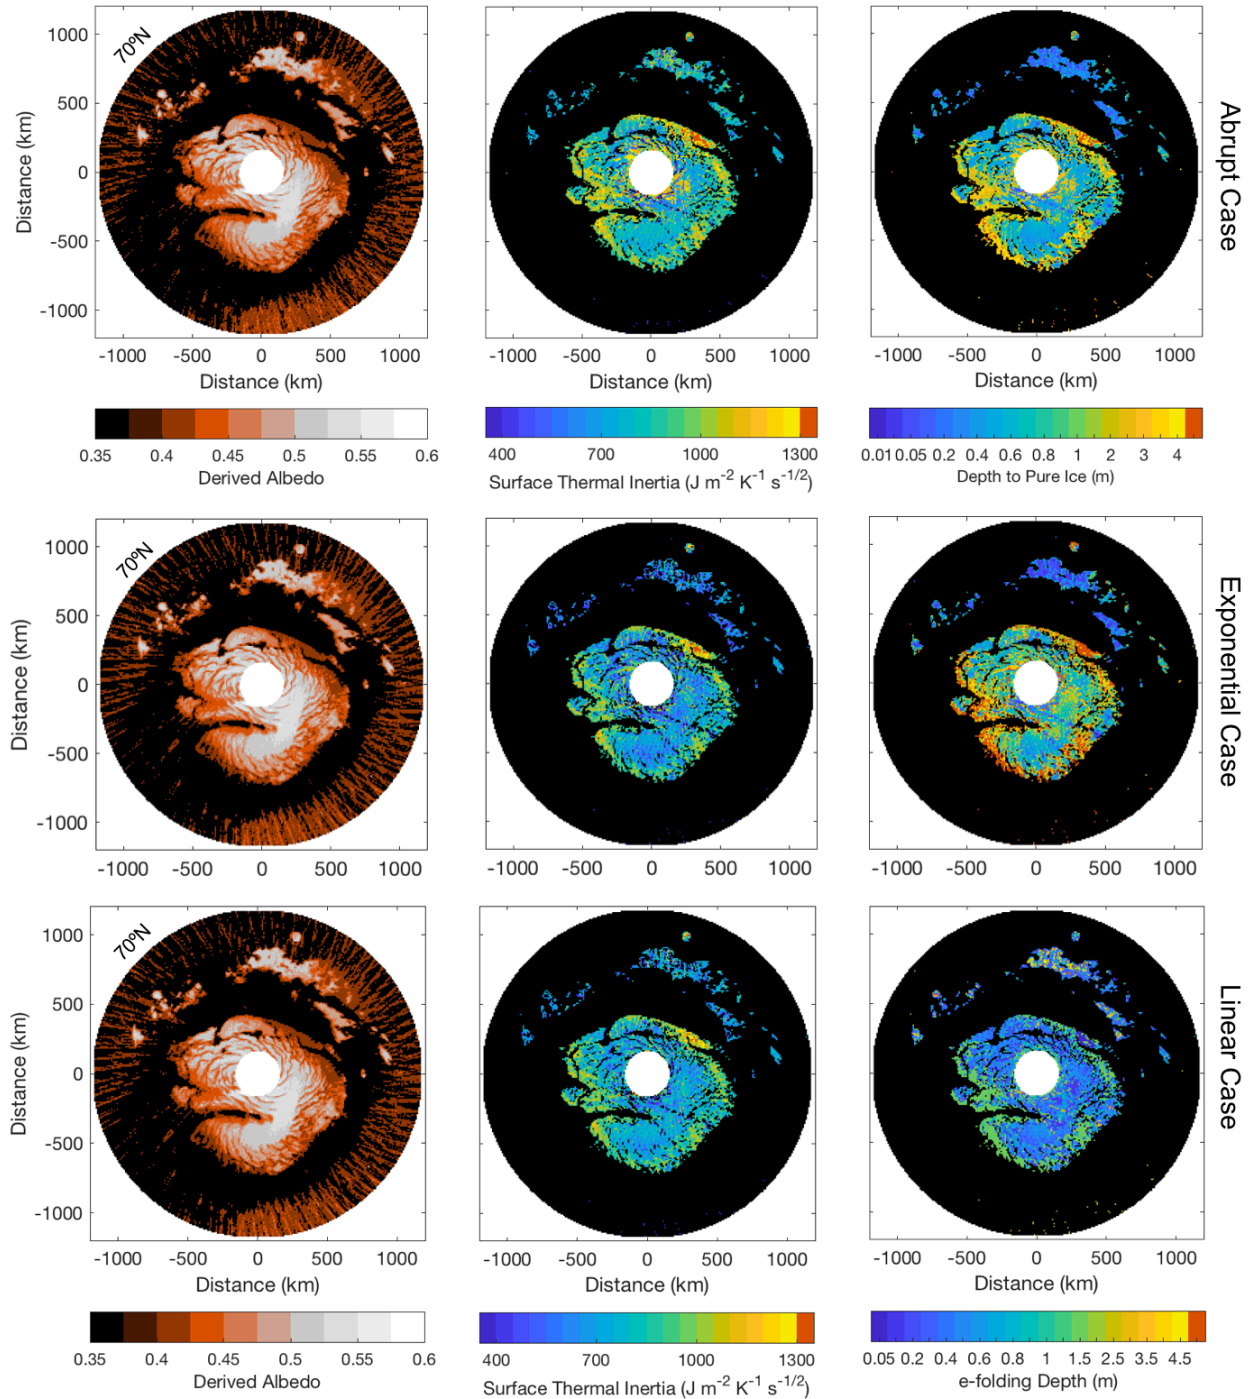 70ºN
1000
500
0
-500
-1000
Distance (km)
-1000 -500 0 500 1000
-1000 -500 0 500 1000
-1000 -500 0 500 1000
Distance (km)
Distance (km)
Distance (km)
Abrupt Case
0.35 0.4 0.45 0.5 0.55 0.6
Derived Albedo
400 700 1000 1300
Surface Thermal Inertia (J m⁻² K⁻¹ s⁻¹/²)
0.01 0.05 0.2 0.4 0.6 0.8 1 2 3 4
Depth to Pure Ice (m)
70ºN
1000
500
0
-500
-1000
Distance (km)
-1000 -500 0 500 1000
-1000 -500 0 500 1000
-1000 -500 0 500 1000
Exponential Case
70ºN
1000
500
0
-500
-1000
Distance (km)
-1000 -500 0 500 1000
-1000 -500 0 500 1000
-1000 -500 0 500 1000
Distance (km)
Distance (km)
Distance (km)
Linear Case
0.35 0.4 0.45 0.5 0.55 0.6
Derived Albedo
400 700 1000 1300
Surface Thermal Inertia (J m⁻² K⁻¹ s⁻¹/²)
0.05 0.2 0.4 0.6 0.8 1 1.5 2.5 3.5 4.5
e-folding Depth (m)